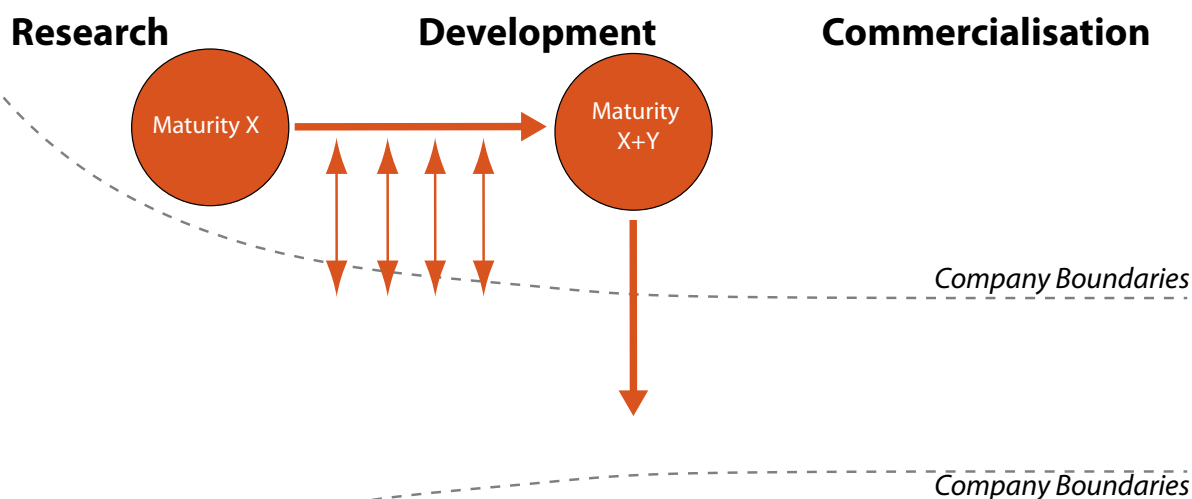 Research Development Commercialisation
Maturity X
Maturity
X+Y
Company Boundaries
Company Boundaries